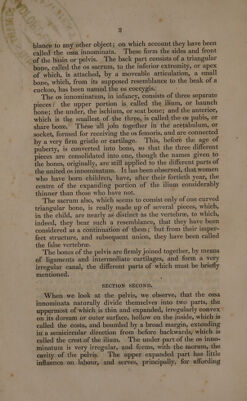 3
blance to any other object; on which account they have been
called the ossa innominata. These form the sides and front
of the basin or pelvis. The back part consists of a triangular
bone, called the os sacrum, to the inferior extremity, or apex
of which, is attached, by a moveable articulation, a small
bone, which, from its supposed resemblance to the beak of a
cuckoo, has been named the os coccygis.
The os innominatum, in infancy, consists of three separate
pieces: the upper portion is called the ilium, or haunch
bone; the under, the ischium, or seat bone; and the anterior,
which is the smallest of the three, is called the os pubis, or
share bone. These all join together in the acetabulum, or
socket, formed for receiving the os femoris, and are connected
by a very firm gristle or cartilage. This, before the age of
puberty, is converted into bone, so that the three different
pieces are consolidated into one, though the names given to
the bones, originally, are still applied to the different parts of
the united os innominatum. It has been observed, that women
who have born children, have, after their fortieth year, the
centre of the expanding portion of the ilium considerably
thinner than those who have not.
The sacrum also, which seems to consist only of one curved
triangular bone, is really made up of several pieces, which,
in the child, are nearly as distinct as the vertebræ, to which,
indeed, they bear such a resemblance, that they have been
considered as a continuation of them; but from their imper-
fect structure, and subsequent union, they have been called
the false vertebræ.
The bones of the pelvis are firmly joined together, by means
of ligaments and intermediate cartilages, and form a very
irregular canal, the different parts of which must be briefly
mentioned.
SECTION SECOND.
When we look at the pelvis, we observe, that the ossa
innominata naturally divide themselves into two parts, the
uppermost of which is thin and expanded, irregularly convex
on its dorsum or outer surface, hollow on the inside, which is
called the costa, and bounded by a broad margin, extending
in a semicircular direction from before backwards, which is
called the crest of the ilium. The under part of the os inno-
minatum is very irregular, and forms, with the sacrum, the
cavity of the pelvis. The upper expanded part has little
influence on labour, and serves, principally, for affording